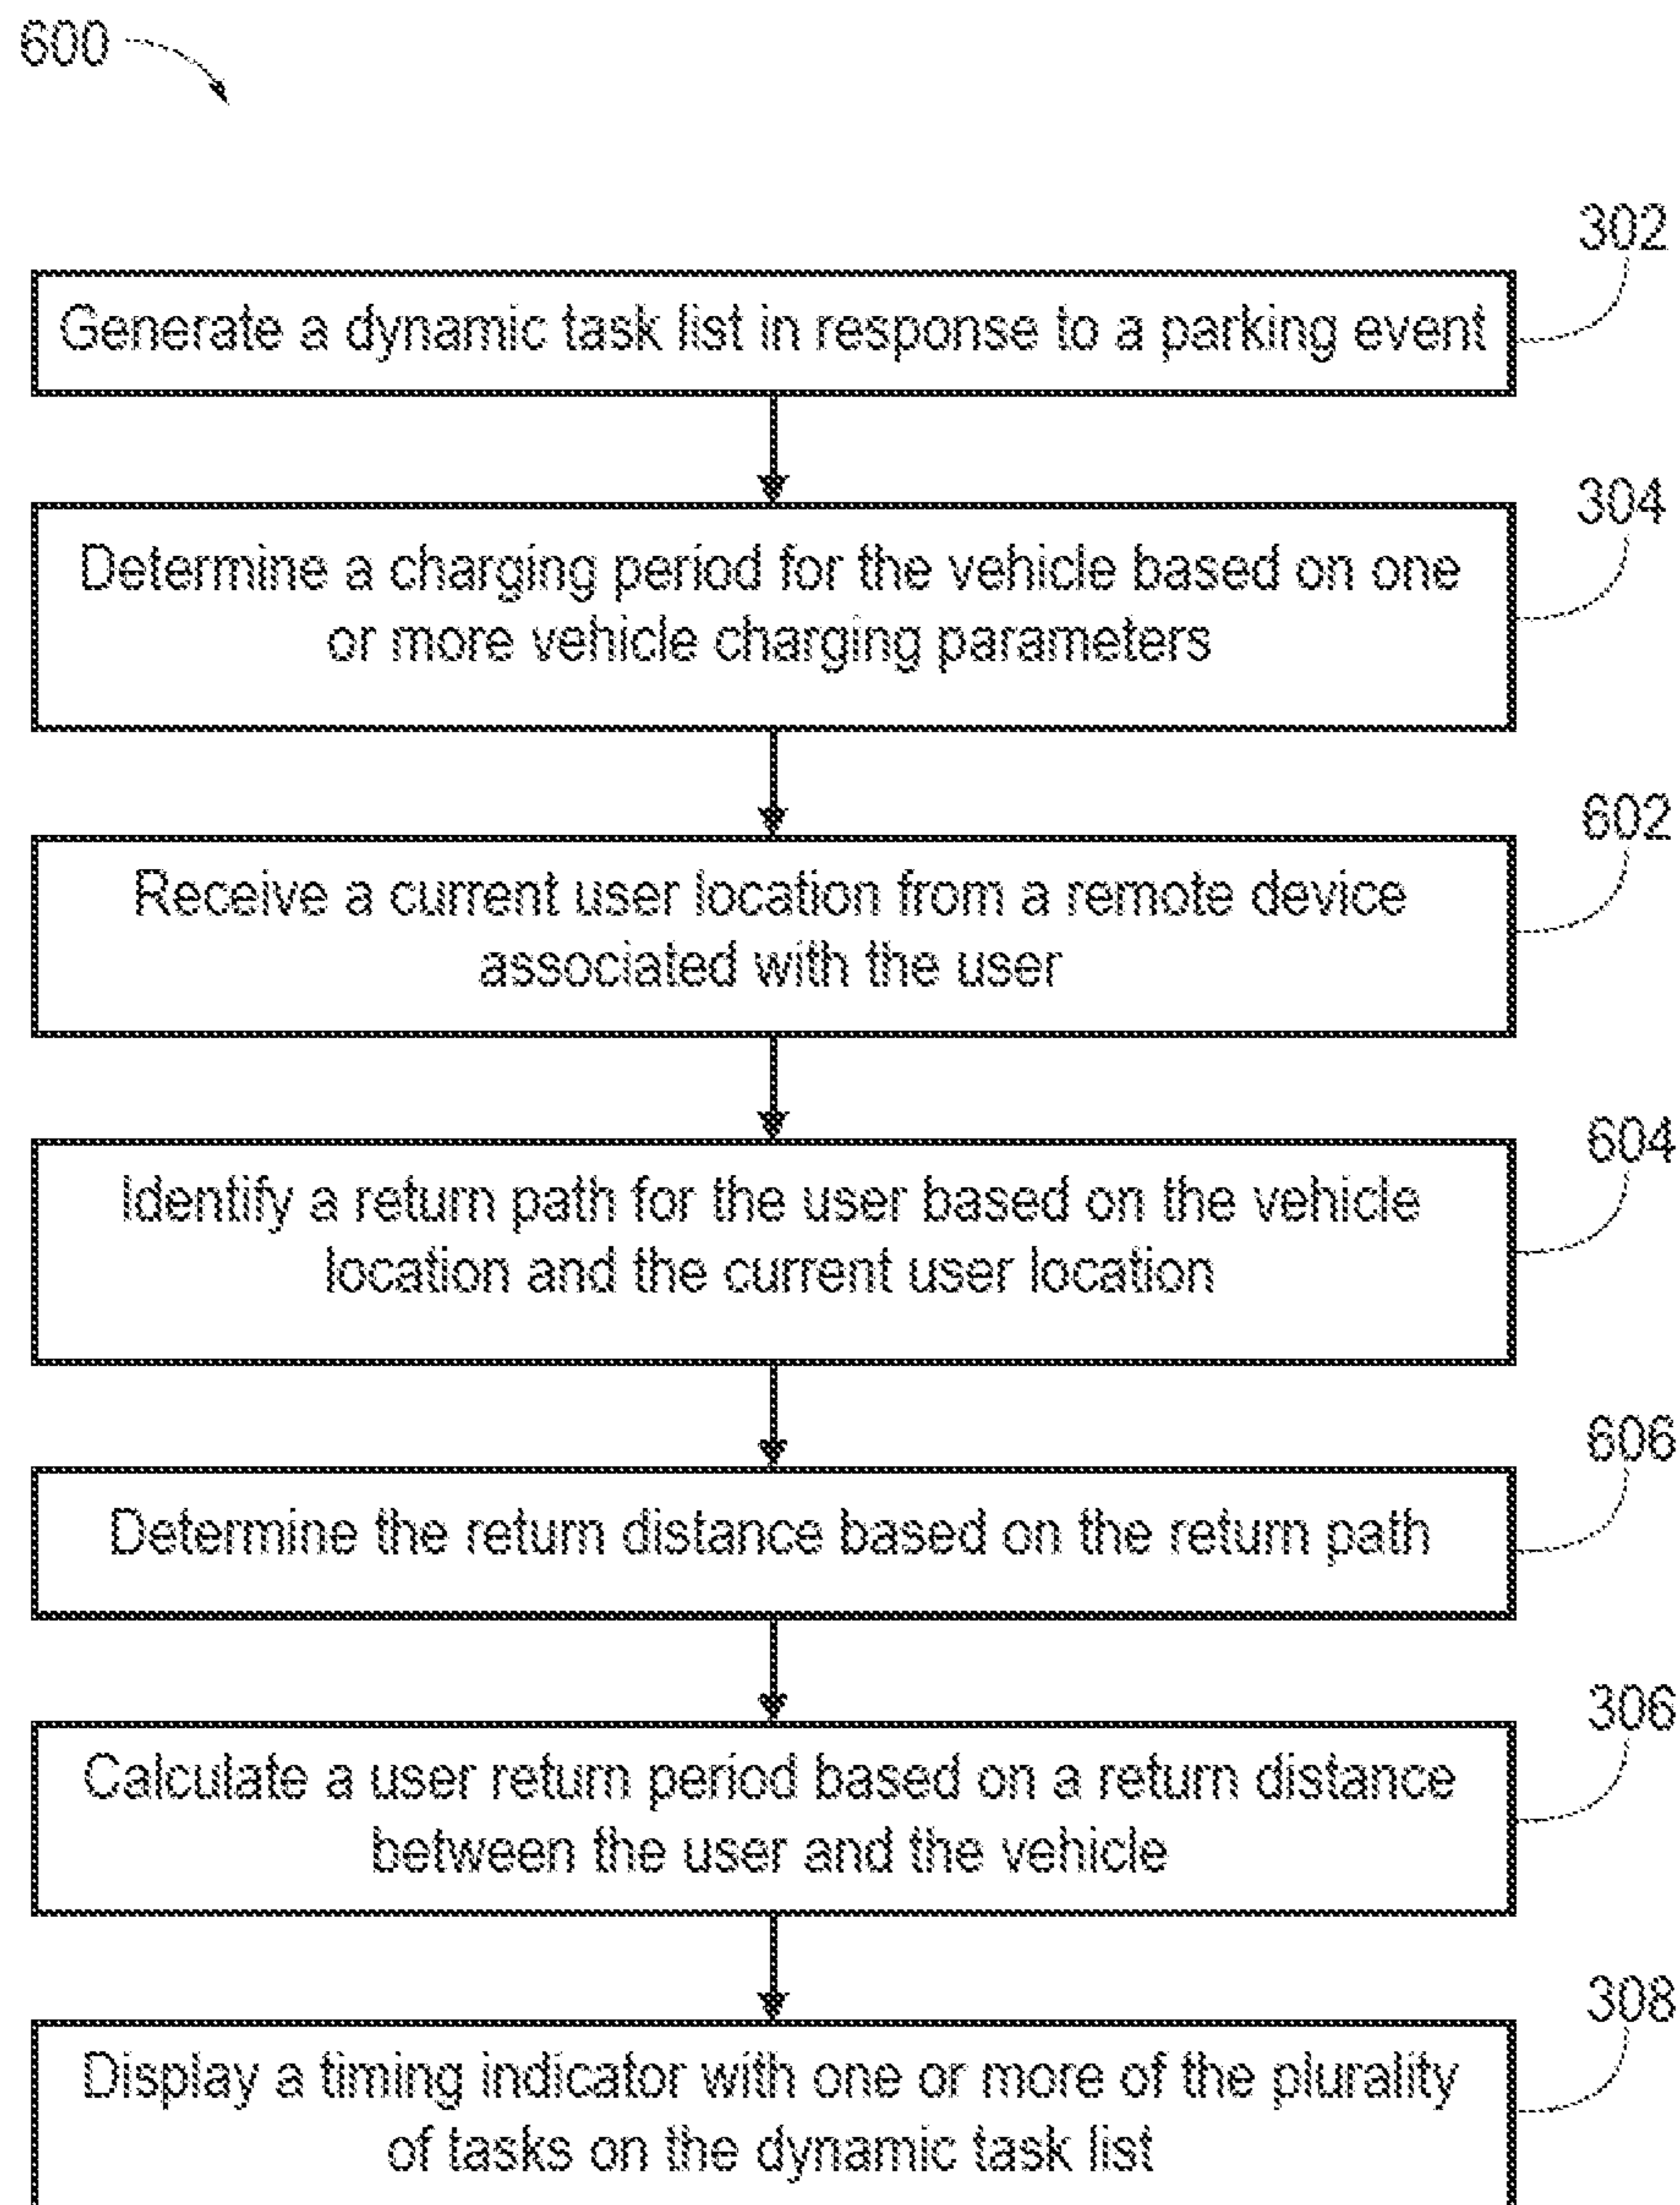 600
302
Generate a dynamic task list in response to a parking event
304
Determine a charging period for the vehicle based on one
or more vehicle charging parameters
602
Receive a current user location from a remote device
associated with the user
604
Identify a return path for the user based on the vehicle
location and the current user location
606
Determine the return distance based on the return path
306
Calculate a user return period based on a return distance
between the user and the vehicle
308
Display a timing indicator with one or more of the plurality
of tasks on the dynamic task list